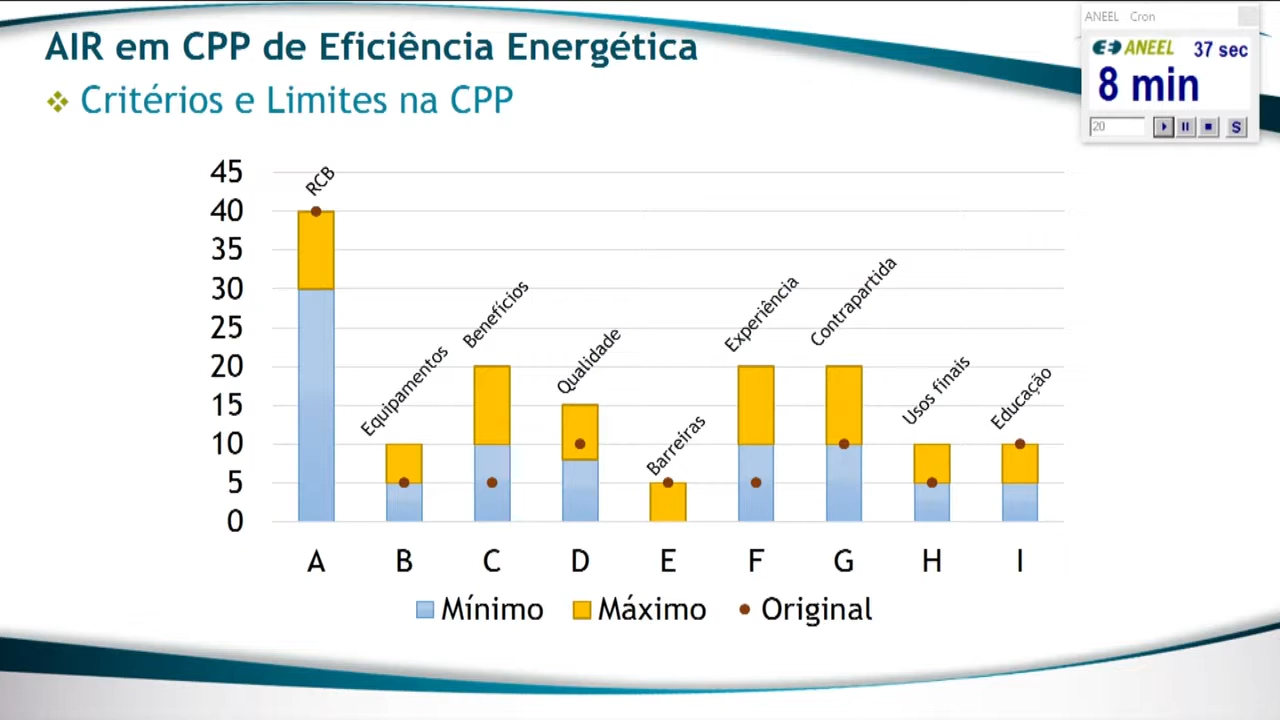 AIR em CPP de Eficiência Energética
Critérios e Limites na CPP
ANEEL Cron
ANEEL 37 sec
8 min
20
S
45
40
35
30
25
20
15
10
5
0
RCB
Equipamentos
Benefícios
Qualidade
Barreiras
Experiência
Contrapartida
Usos finais
Educação
A B C D E F G H I
Mínimo Máximo Original